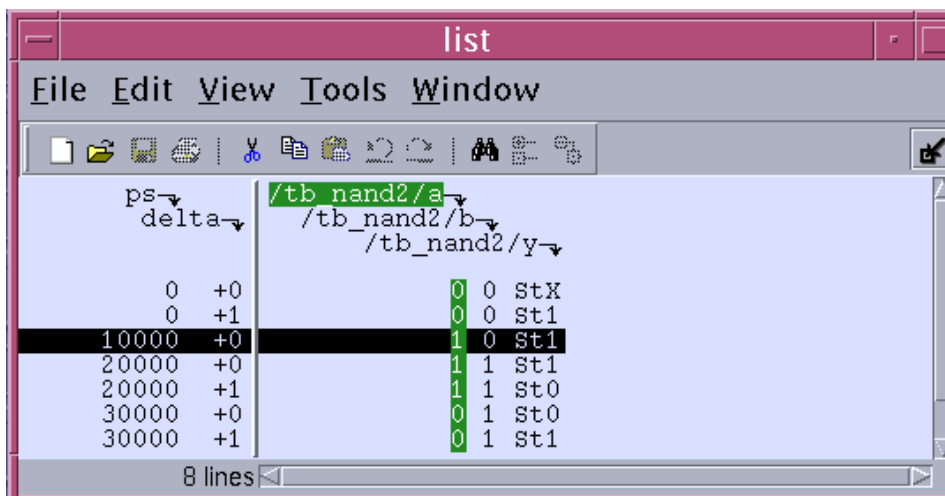 list
File Edit View Tools Window
ps /tb_nand2/a
delta /tb_nand2/b
/tb_nand2/y
0 +0 0 0 StX
0 +1 0 0 St1
10000 +0 1 0 St1
20000 +0 1 1 St1
20000 +1 1 1 St0
30000 +0 0 1 St0
30000 +1 0 1 St1
8 lines